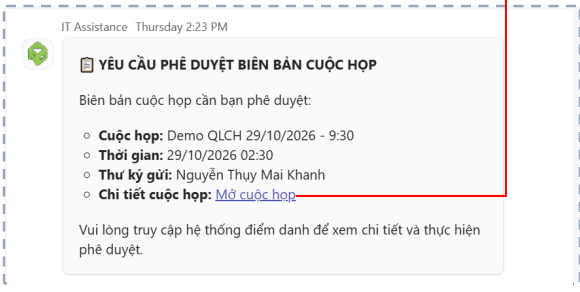 IT Assistance Thursday 2:23 PM
📋 YÊU CẦU PHÊ DUYỆT BIÊN BẢN CUỘC HỌP
Biên bản cuộc họp cần bạn phê duyệt:
○ Cuộc họp: Demo QLCH 29/10/2026 - 9:30
○ Thời gian: 29/10/2026 02:30
○ Thư ký gửi: Nguyễn Thụy Mai Khanh
○ Chi tiết cuộc họp: Mở cuộc họp
Vui lòng truy cập hệ thống điểm danh để xem chi tiết và thực hiện
phê duyệt.